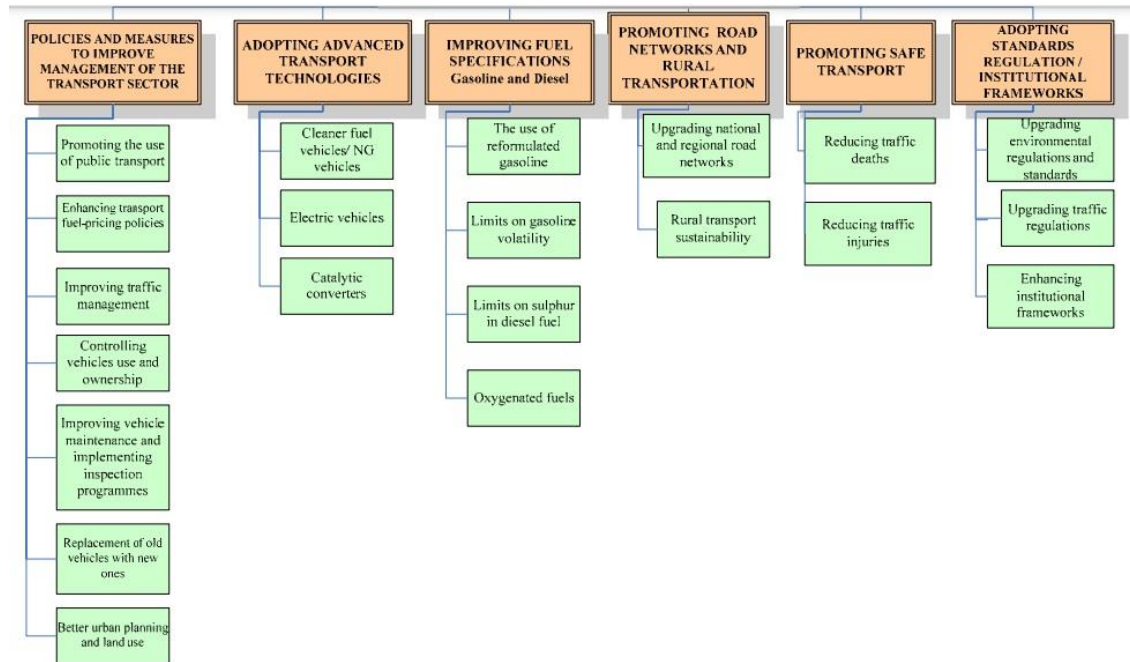 POLICIES AND MEASURES
TO IMPROVE
MANAGEMENT OF THE
TRANSPORT SECTOR
Promoting the use
of public transport
Enhancing transport
fuel-pricing policies
Improving traffic
management
Controlling
vehicles use and
ownership
Improving vehicle
maintenance and
implementing
inspection
programmes
Replacement of old
vehicles with new
ones
Better urban planning
and land use
ADOPTING ADVANCED
TRANSPORT
TECHNOLOGIES
Cleaner fuel
vehicles/ NG
vehicles
Electric vehicles
Catalytic
converters
IMPROVING FUEL
SPECIFICATIONS
Gasoline and Diesel
The use of
reformulated
gasoline
Limits on gasoline
volatility
Limits on sulphur
in diesel fuel
Oxygenated fuels
PROMOTING ROAD
NETWORKS AND
RURAL
TRANSPORTATION
Upgrading national
and regional road
networks
Rural transport
sustainability
PROMOTING SAFE
TRANSPORT
Reducing traffic
deaths
Reducing traffic
injuries
ADOPTING
STANDARDS
REGULATION /
INSTITUTIONAL
FRAMEWORKS
Upgrading
environmental
regulations and
standards
Upgrading traffic
regulations
Enhancing
institutional
frameworks